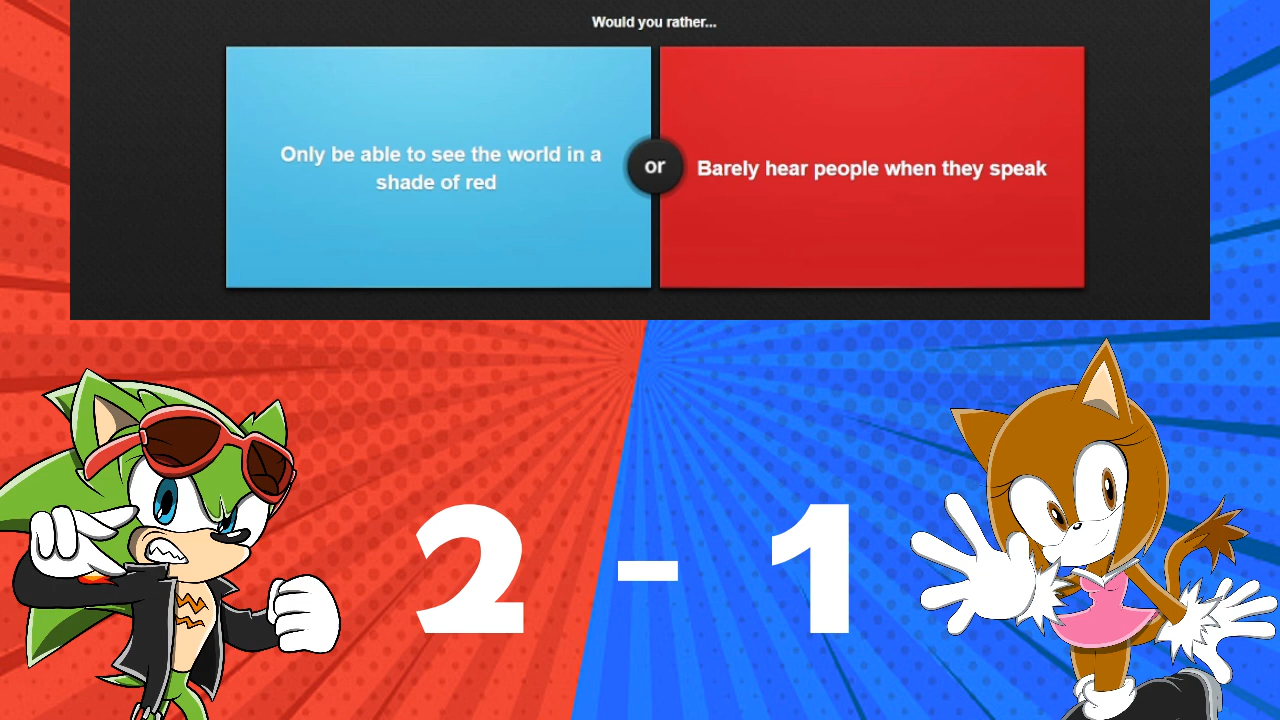 Would you rather...
Only be able to see the world in a
shade of red
or
Barely hear people when they speak
2 - 1